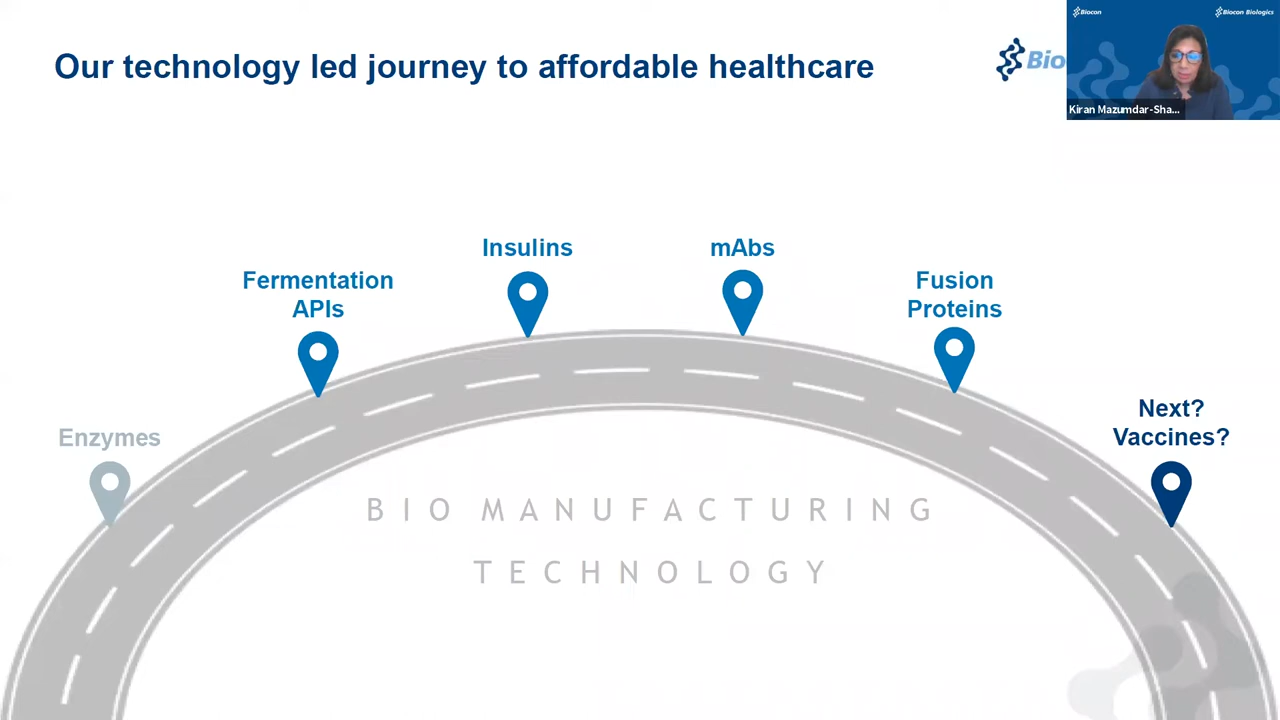 Our technology led journey to affordable healthcare
Bio
Biocon
Biocon Biologics
Kiran Mazumdar-Sha...
Insulins
mAbs
Fermentation
APIs
Fusion
Proteins
Enzymes
Next?
Vaccines?
BIO MANUFACTURING
TECHNOLOGY